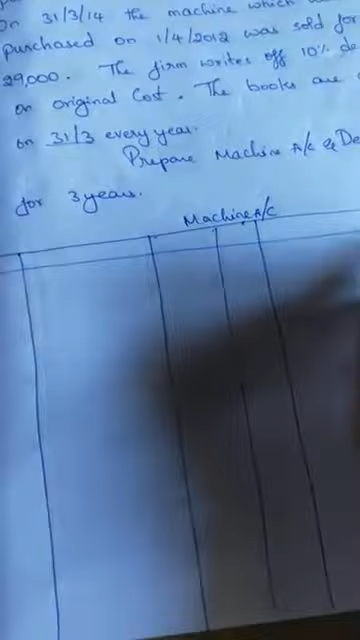 On 31/3/14 the machine which
purchased on 1/4/2012 was sold for
29,000. The firm writes off 10% de
on original Cost. The books are
on 31/3 every year.
Prepare Machine A/c & De
for 3 years.
Machine A/c